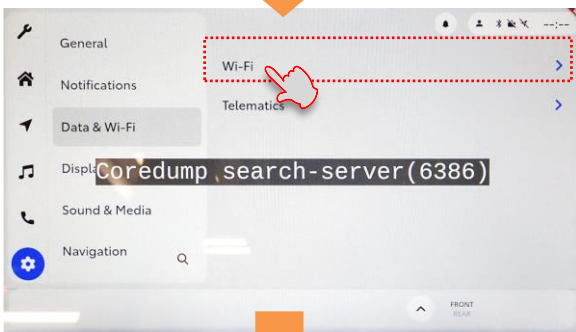 --:--
General
Notifications
Data & Wi-Fi
Displa
Sound & Media
Navigation
Wi-Fi
Telematics
Coredump search-server(6386)
FRONT
REAR